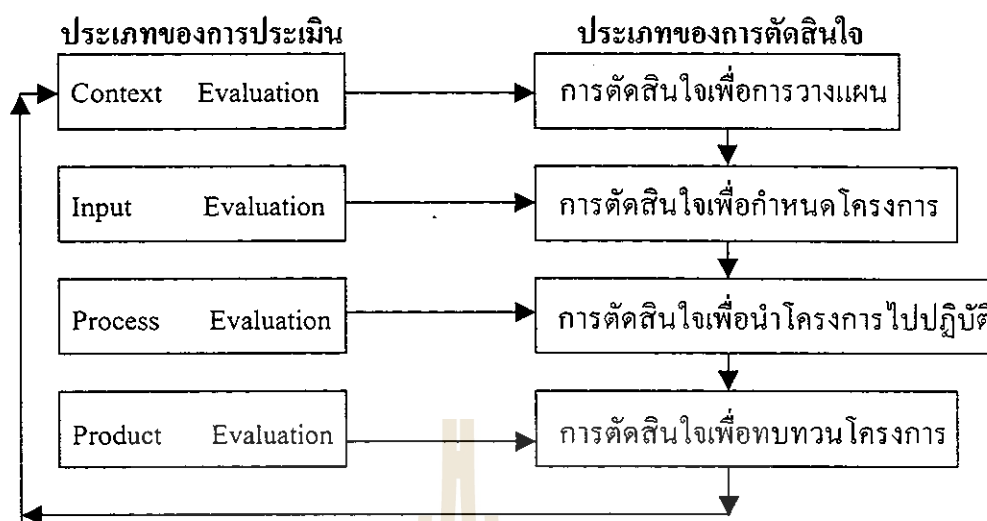 ประเภทของการประเมิน ประเภทของการตัดสินใจ
Context Evaluation การตัดสินใจเพื่อการวางแผน
Input Evaluation การตัดสินใจเพื่อกำหนดโครงการ
Process Evaluation การตัดสินใจเพื่อนำโครงการไปปฏิบัติ
Product Evaluation การตัดสินใจเพื่อทบทวนโครงการ